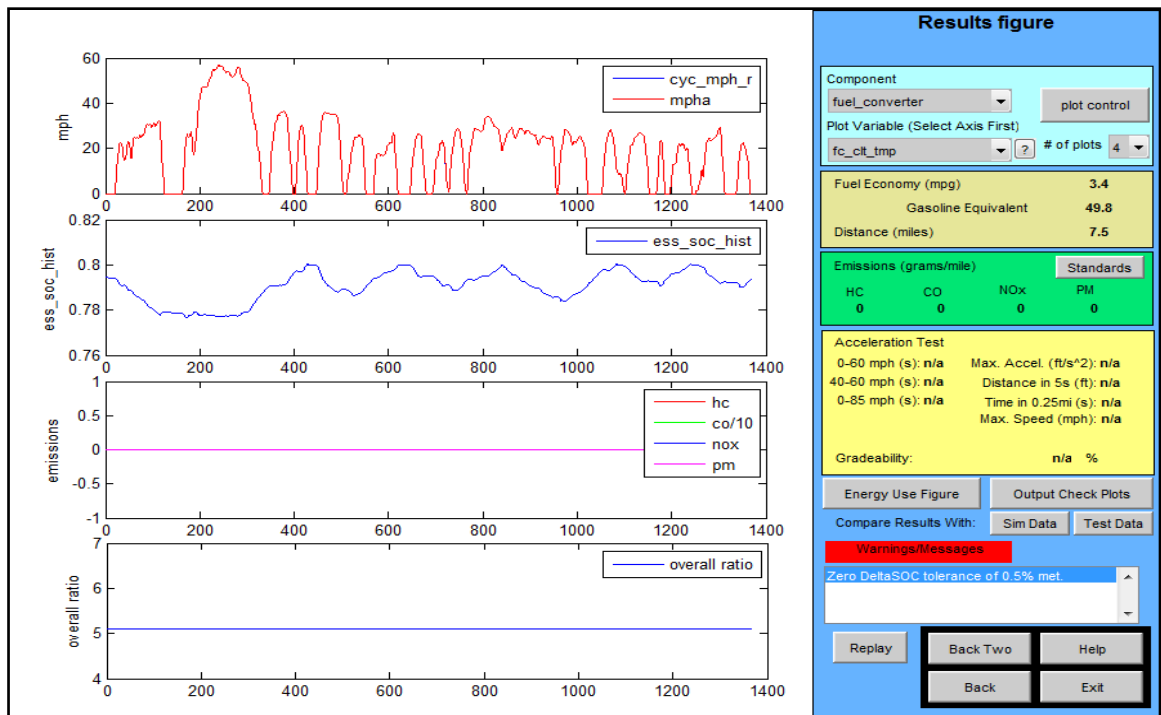 60
40
20
0
mph
cyc_mph_r
mpha
0 200 400 600 800 1000 1200 1400
0.82
0.8
0.78
0.76
ess_soc_hist
ess_soc_hist
0 200 400 600 800 1000 1200 1400
1
0.5
0
-0.5
-1
emissions
hc
co/10
nox
pm
0 200 400 600 800 1000 1200 1400
7
6
5
4
overall ratio
overall ratio
0 200 400 600 800 1000 1200 1400
Results figure
Component
fuel_converter
plot control
Plot Variable (Select Axis First)
fc_clt_tmp ? # of plots 4
Fuel Economy (mpg) 3.4
Gasoline Equivalent 49.8
Distance (miles) 7.5
Emissions (grams/mile) Standards
HC CO NOx PM
0 0 0 0
Acceleration Test
0-60 mph (s): n/a Max. Accel. (ft/s^2): n/a
40-60 mph (s): n/a Distance in 5s (ft): n/a
0-85 mph (s): n/a Time in 0.25mi (s): n/a
Max. Speed (mph): n/a
Gradeability: n/a %
Energy Use Figure Output Check Plots
Compare Results With: Sim Data Test Data
Warnings/Messages
Zero DeltaSOC tolerance of 0.5% met.
Replay Back Two Help
Back Exit